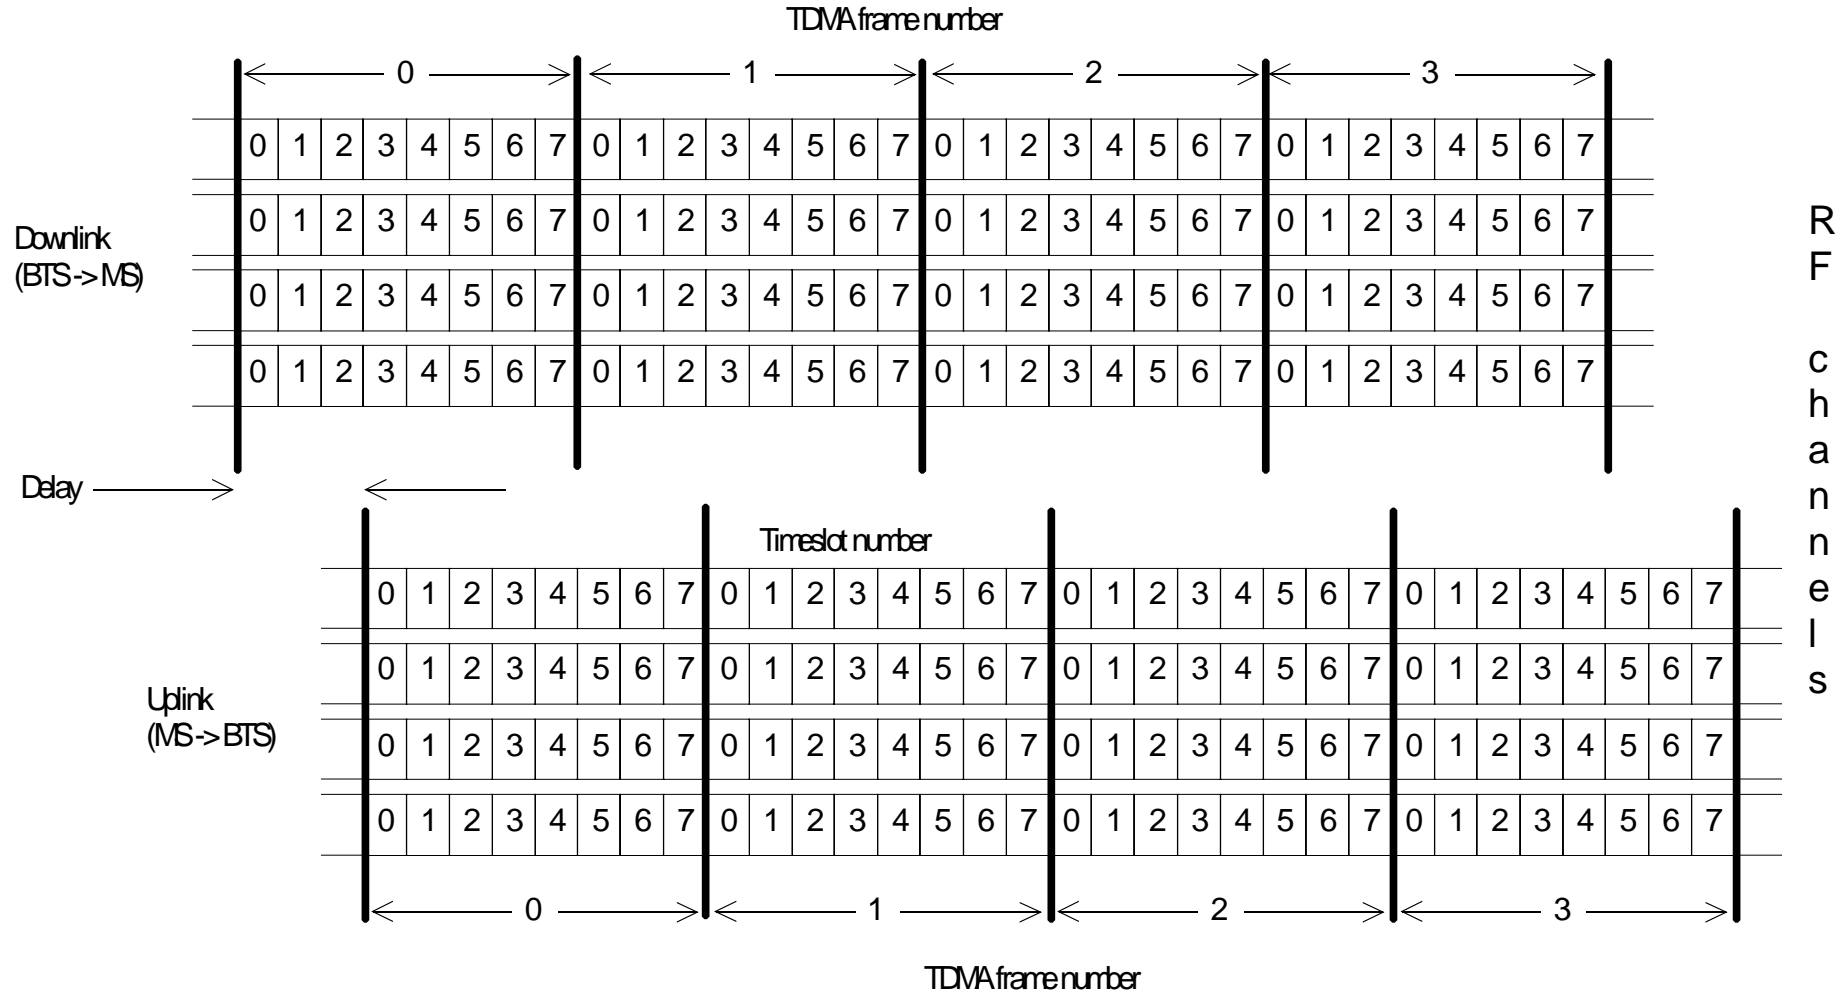 TDMA frame number
0 1 2 3
0 1 2 3 4 5 6 7 0 1 2 3 4 5 6 7 0 1 2 3 4 5 6 7 0 1 2 3 4 5 6 7
0 1 2 3 4 5 6 7 0 1 2 3 4 5 6 7 0 1 2 3 4 5 6 7 0 1 2 3 4 5 6 7
Downlink
(BTS -> MS)
0 1 2 3 4 5 6 7 0 1 2 3 4 5 6 7 0 1 2 3 4 5 6 7 0 1 2 3 4 5 6 7
0 1 2 3 4 5 6 7 0 1 2 3 4 5 6 7 0 1 2 3 4 5 6 7 0 1 2 3 4 5 6 7
RF channels
Delay
Timeslot number
0 1 2 3 4 5 6 7 0 1 2 3 4 5 6 7 0 1 2 3 4 5 6 7 0 1 2 3 4 5 6 7
0 1 2 3 4 5 6 7 0 1 2 3 4 5 6 7 0 1 2 3 4 5 6 7 0 1 2 3 4 5 6 7
Uplink
(MS -> BTS)
0 1 2 3 4 5 6 7 0 1 2 3 4 5 6 7 0 1 2 3 4 5 6 7 0 1 2 3 4 5 6 7
0 1 2 3 4 5 6 7 0 1 2 3 4 5 6 7 0 1 2 3 4 5 6 7 0 1 2 3 4 5 6 7
0 1 2 3
TDMA frame number